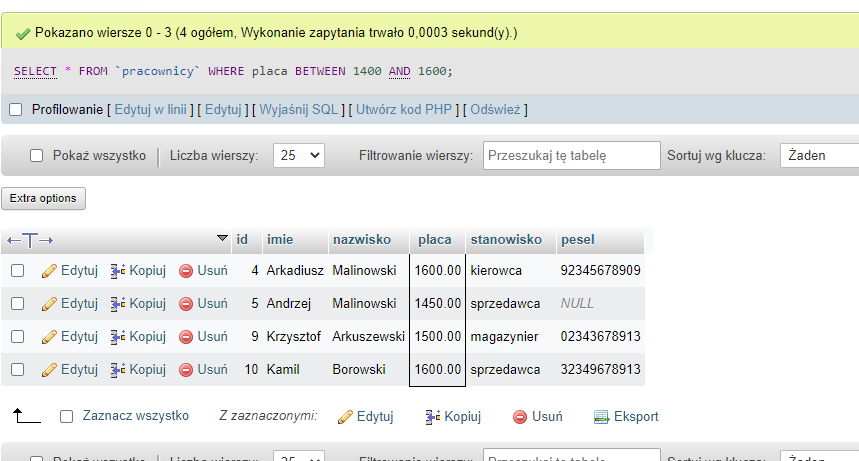 Pokazano wiersze 0 - 3 (4 ogółem, Wykonanie zapytania trwało 0,0003 sekund(y).)
SELECT * FROM `pracownicy` WHERE placa BETWEEN 1400 AND 1600;
Profilowanie [ Edytuj w linii ] [ Edytuj ] [ Wyjaśnij SQL ] [ Utwórz kod PHP ] [ Odśwież ]
Pokaż wszystko Liczba wierszy: 25 Filtrowanie wierszy: Przeszukaj tę tabelę Sortuj wg klucza: Żaden
Extra options
id imie nazwisko placa stanowisko pesel
Edytuj Kopiuj Usuń 4 Arkadiusz Malinowski 1600.00 kierowca 92345678909
Edytuj Kopiuj Usuń 5 Andrzej Malinowski 1450.00 sprzedawca NULL
Edytuj Kopiuj Usuń 9 Krzysztof Arkuszewski 1500.00 magazynier 02343678913
Edytuj Kopiuj Usuń 10 Kamil Borowski 1600.00 sprzedawca 32349678913
Zaznacz wszystko Z zaznaczonymi: Edytuj Kopiuj Usuń Eksport
Pokaż wszystko Liczba wierszy: 25 Filtrowanie wierszy: Przeszukaj tę tabelę Sortuj wg klucza: Żaden